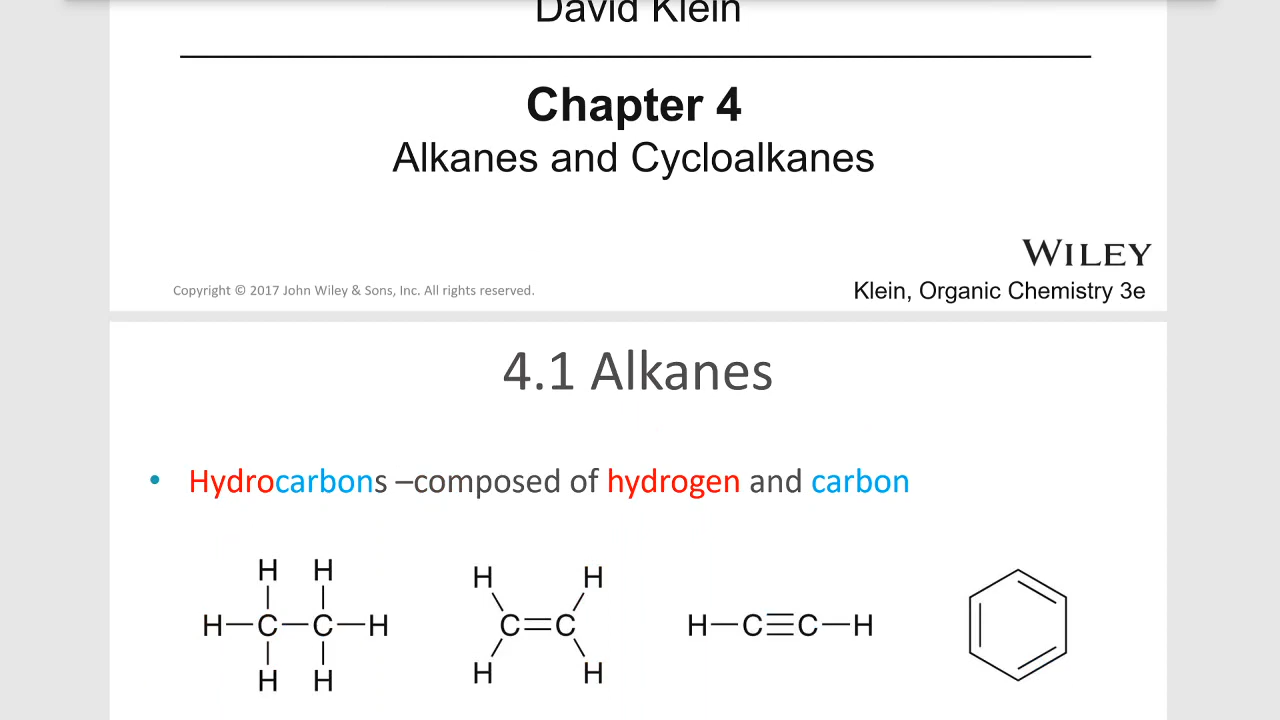 David Klein
Chapter 4
Alkanes and Cycloalkanes
WILEY
Copyright © 2017 John Wiley & Sons, Inc. All rights reserved.
Klein, Organic Chemistry 3e
4.1 Alkanes
• Hydrocarbons –composed of hydrogen and carbon
H H H H
H—C—C—H C=C H—C≡C—H
H H H H